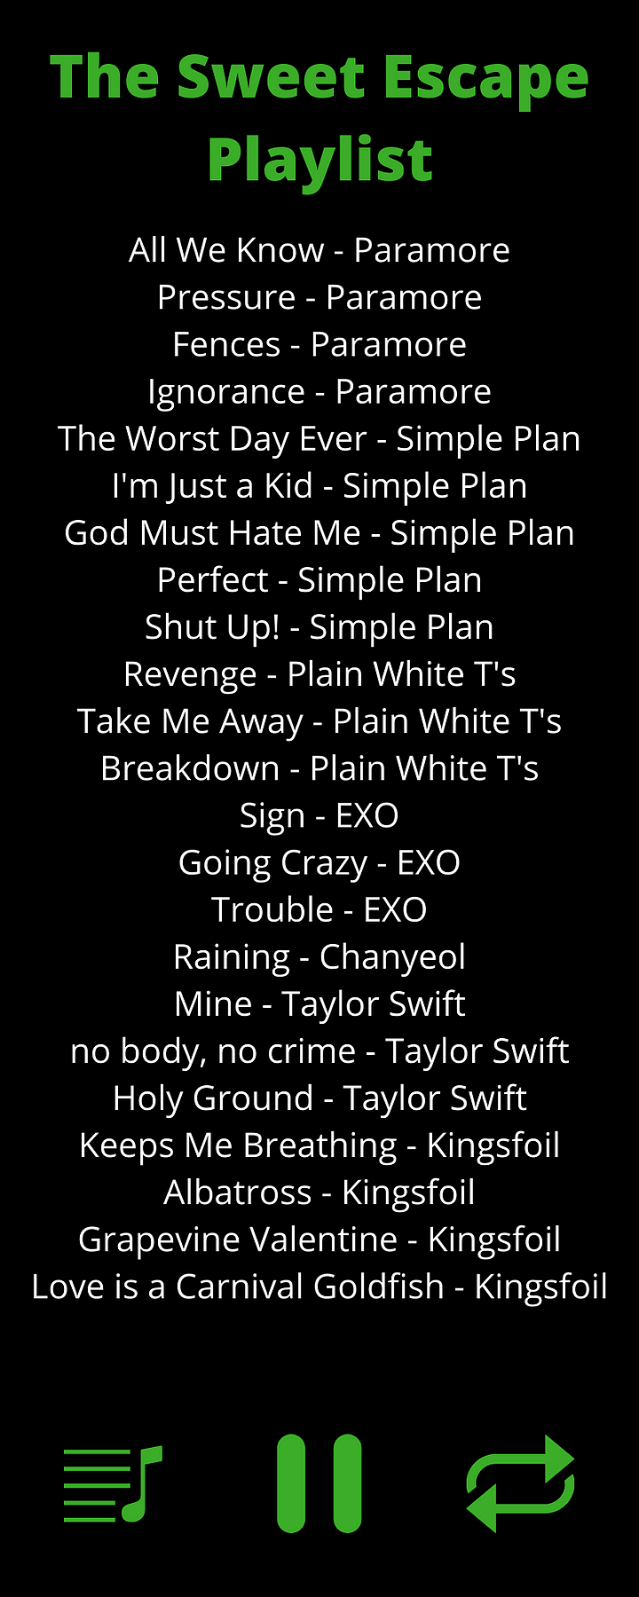 The Sweet Escape
Playlist
All We Know - Paramore
Pressure - Paramore
Fences - Paramore
Ignorance - Paramore
The Worst Day Ever - Simple Plan
I'm Just a Kid - Simple Plan
God Must Hate Me - Simple Plan
Perfect - Simple Plan
Shut Up! - Simple Plan
Revenge - Plain White T's
Take Me Away - Plain White T's
Breakdown - Plain White T's
Sign - EXO
Going Crazy - EXO
Trouble - EXO
Raining - Chanyeol
Mine - Taylor Swift
no body, no crime - Taylor Swift
Holy Ground - Taylor Swift
Keeps Me Breathing - Kingsfoil
Albatross - Kingsfoil
Grapevine Valentine - Kingsfoil
Love is a Carnival Goldfish - Kingsfoil